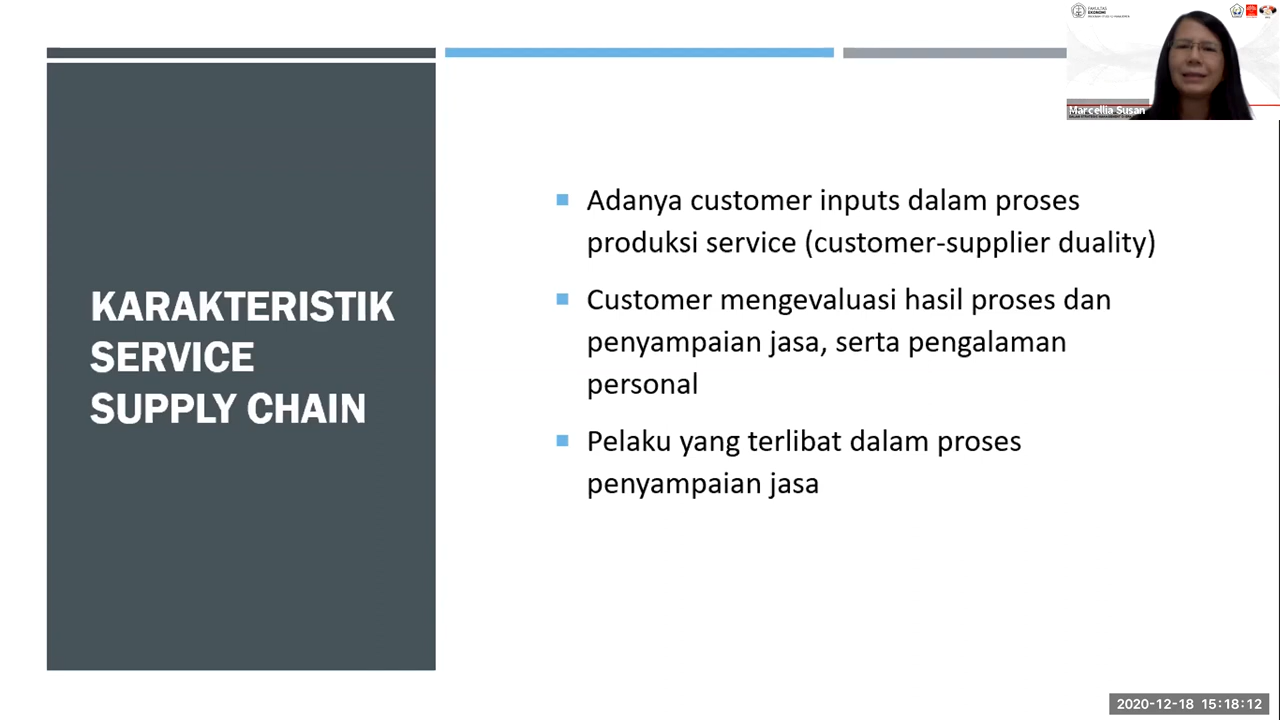 FAKULTAS
EKONOMI
Marcellia Susan
KARAKTERISTIK
SERVICE
SUPPLY CHAIN
Adanya customer inputs dalam proses
produksi service (customer-supplier duality)
Customer mengevaluasi hasil proses dan
penyampaian jasa, serta pengalaman
personal
Pelaku yang terlibat dalam proses
penyampaian jasa
2020-12-18 15:18:12